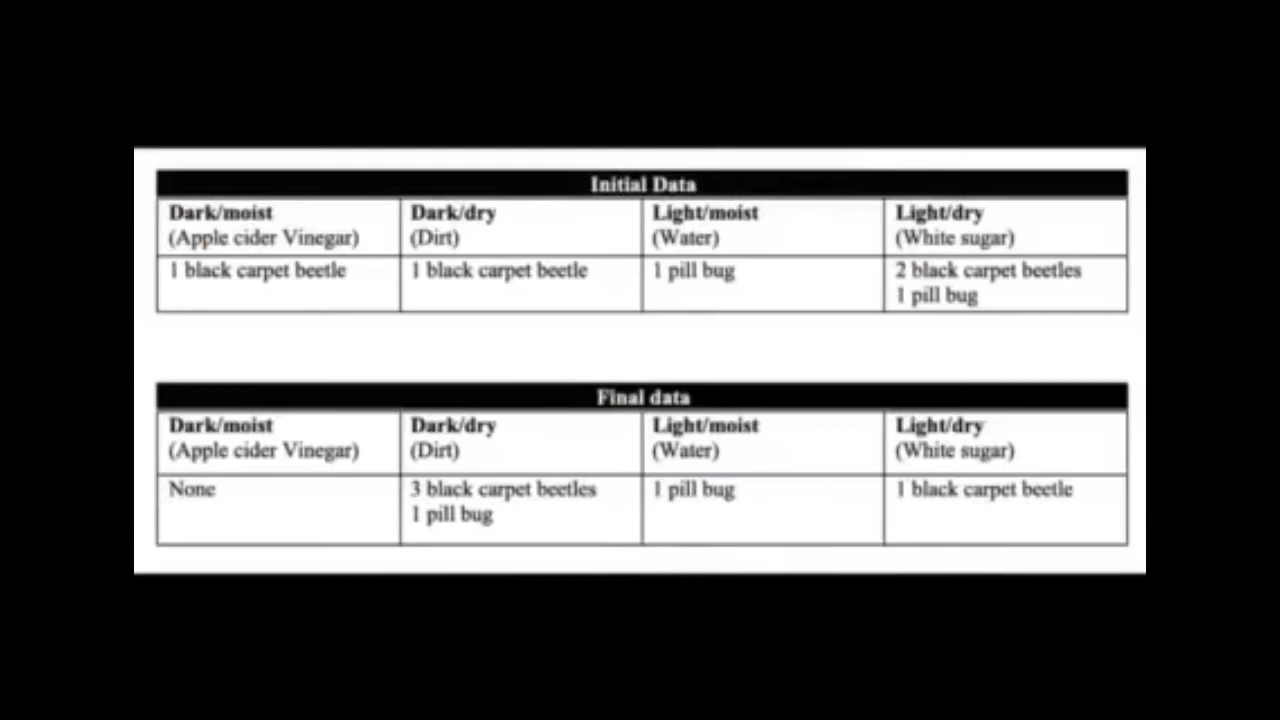 Initial Data
Dark/moist
(Apple cider Vinegar)
Dark/dry
(Dirt)
Light/moist
(Water)
Light/dry
(White sugar)
1 black carpet beetle
1 black carpet beetle
1 pill bug
2 black carpet beetles
1 pill bug
Final data
Dark/moist
(Apple cider Vinegar)
Dark/dry
(Dirt)
Light/moist
(Water)
Light/dry
(White sugar)
None
3 black carpet beetles
1 pill bug
1 pill bug
1 black carpet beetle